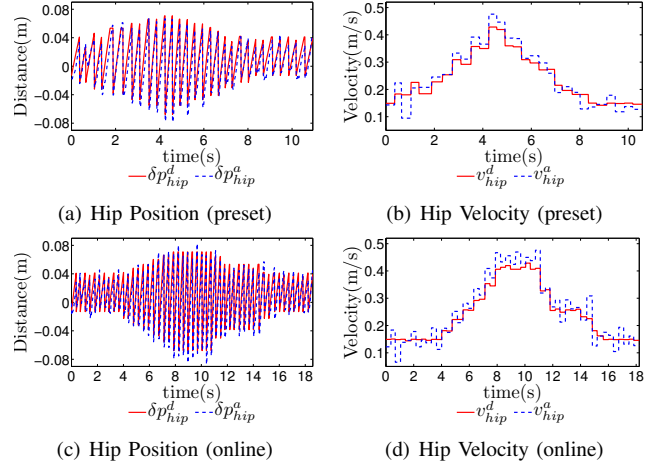 0.08
0.04
0
−0.04
−0.08
Distance(m)
0 2 4 6 8 10
time(s)
δp^d_hip δp^a_hip
(a) Hip Position (preset)
0.5
0.4
0.3
0.2
0.1
Velocity(m/s)
0 2 4 6 8 10
time(s)
v^d_hip v^a_hip
(b) Hip Velocity (preset)
0.08
0.04
0
−0.04
−0.08
Distance(m)
0 2 4 6 8 10 12 14 16 18
time(s)
δp^d_hip δp^a_hip
(c) Hip Position (online)
0.5
0.4
0.3
0.2
0.1
Velocity(m/s)
0 2 4 6 8 10 12 14 16 18
time(s)
v^d_hip v^a_hip
(d) Hip Velocity (online)